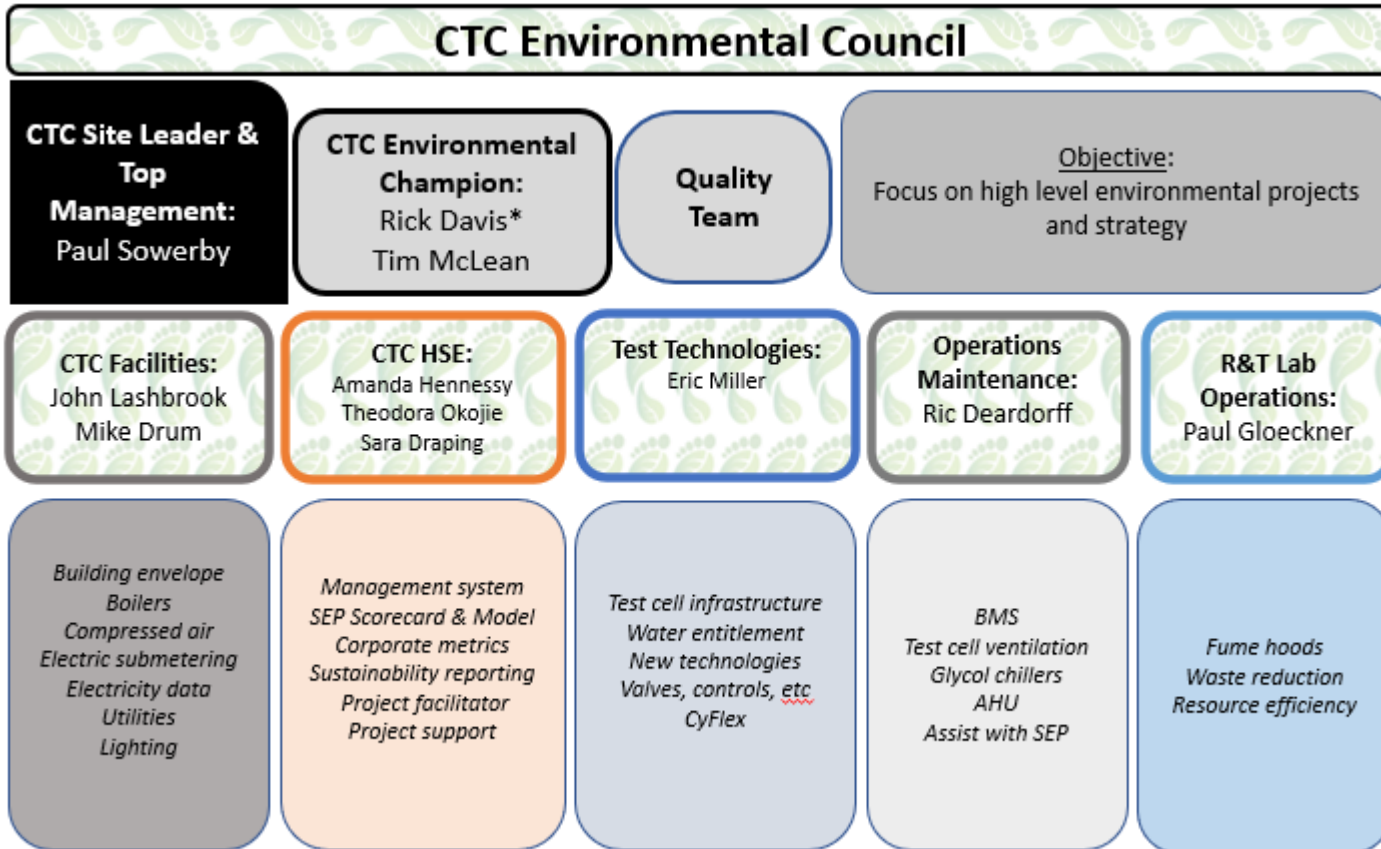 CTC Environmental Council
CTC Site Leader &
Top
Management:
Paul Sowerby
CTC Environmental
Champion:
Rick Davis*
Tim McLean
Quality
Team
Objective:
Focus on high level environmental projects
and strategy
CTC Facilities:
John Lashbrook
Mike Drum
CTC HSE:
Amanda Hennessy
Theodora Okojie
Sara Draping
Test Technologies:
Eric Miller
Operations
Maintenance:
Ric Deardorff
R&T Lab
Operations:
Paul Gloeckner
Building envelope
Boilers
Compressed air
Electric submetering
Electricity data
Utilities
Lighting
Management system
SEP Scorecard & Model
Corporate metrics
Sustainability reporting
Project facilitator
Project support
Test cell infrastructure
Water entitlement
New technologies
Valves, controls, etc
CyFlex
BMS
Test cell ventilation
Glycol chillers
AHU
Assist with SEP
Fume hoods
Waste reduction
Resource efficiency